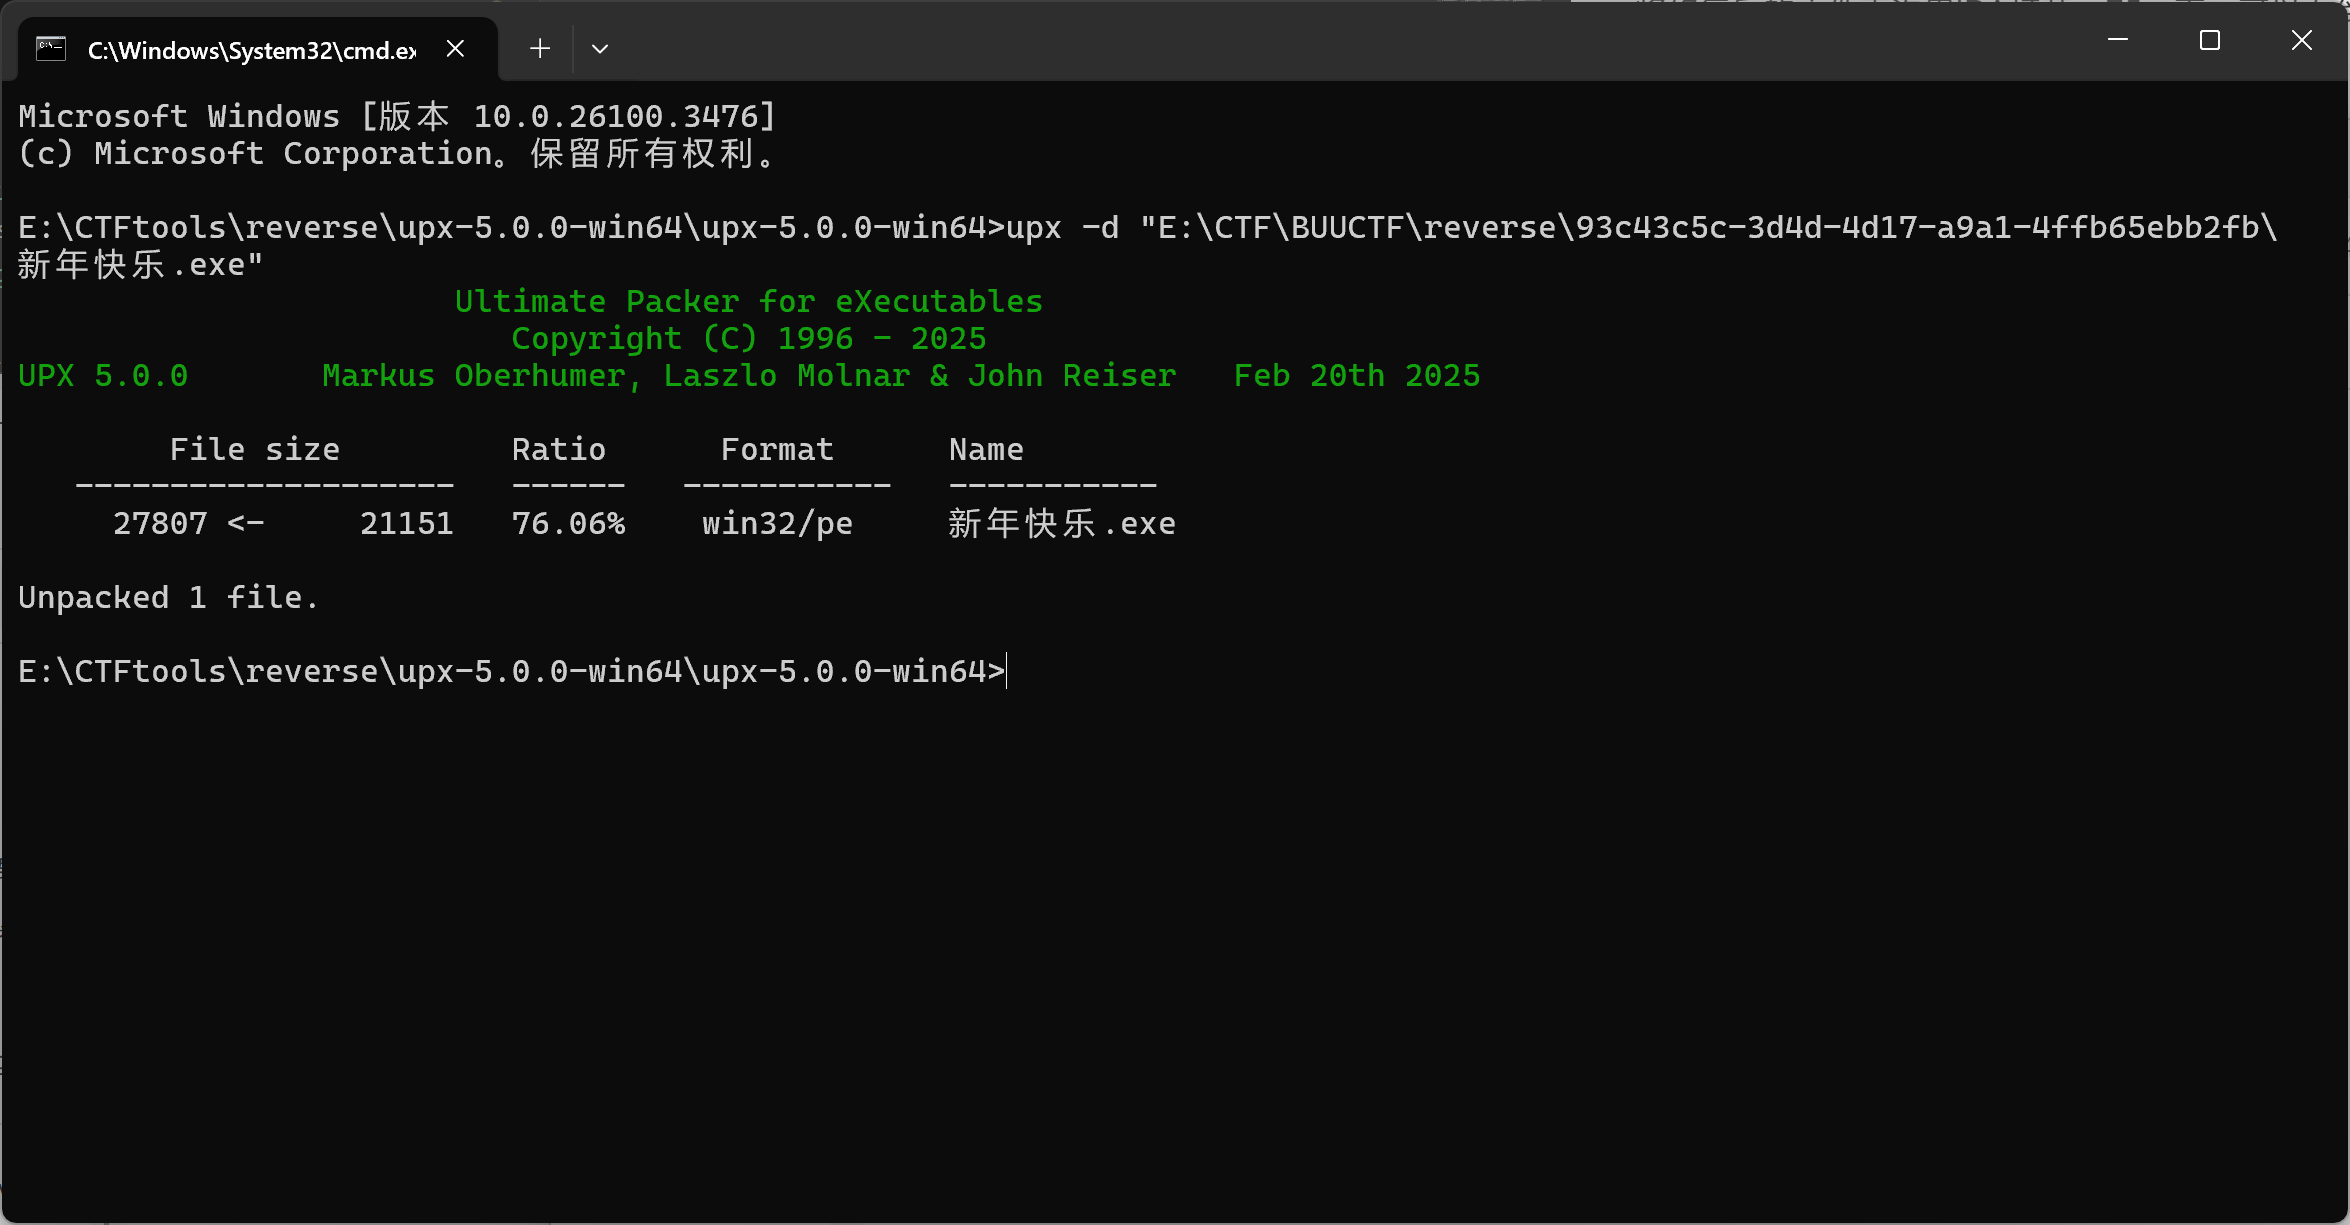 C:\Windows\System32\cmd.ex
Microsoft Windows [版本 10.0.26100.3476]
(c) Microsoft Corporation。保留所有权利。
E:\CTFtools\reverse\upx-5.0.0-win64\upx-5.0.0-win64>upx -d "E:\CTF\BUUCTF\reverse\93c43c5c-3d4d-4d17-a9a1-4ffb65ebb2fb\
新年快乐.exe"
Ultimate Packer for eXecutables
Copyright (C) 1996 - 2025
UPX 5.0.0       Markus Oberhumer, Laszlo Molnar & John Reiser   Feb 20th 2025
File size         Ratio      Format      Name
--------------------   ------   -----------   -----------
27807 <-     21151   76.06%    win32/pe     新年快乐.exe
Unpacked 1 file.
E:\CTFtools\reverse\upx-5.0.0-win64\upx-5.0.0-win64>